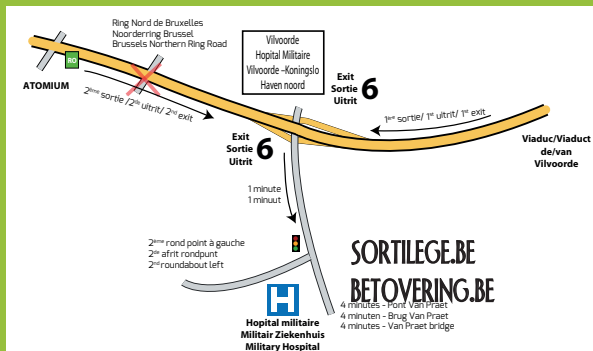 Ring Nord de Bruxelles
Noorderring Brussel
Brussels Northern Ring Road
RO
ATOMIUM
2ème sortie /2de uitrit/ 2nd exit
Vilvoorde
Hopital Militaire
Vilvoorde –Koningslo
Haven noord
Exit
Sortie
Uitrit
6
1ère sortie/ 1st uitrit/ 1st exit
Exit
Sortie
Uitrit
6
Viaduc/Viaduct
de/van
Vilvoorde
1 minute
1 minuut
2ème rond point à gauche
2de afrit rondpunt
2nd roundabout left
SORTILEGE.BE
BETOVERING.BE
H
Hopital militaire
Militair Ziekenhuis
Military Hospital
4 minutes - Pont Van Praet
4 minuten - Brug Van Praet
4 minutes - Van Praet bridge